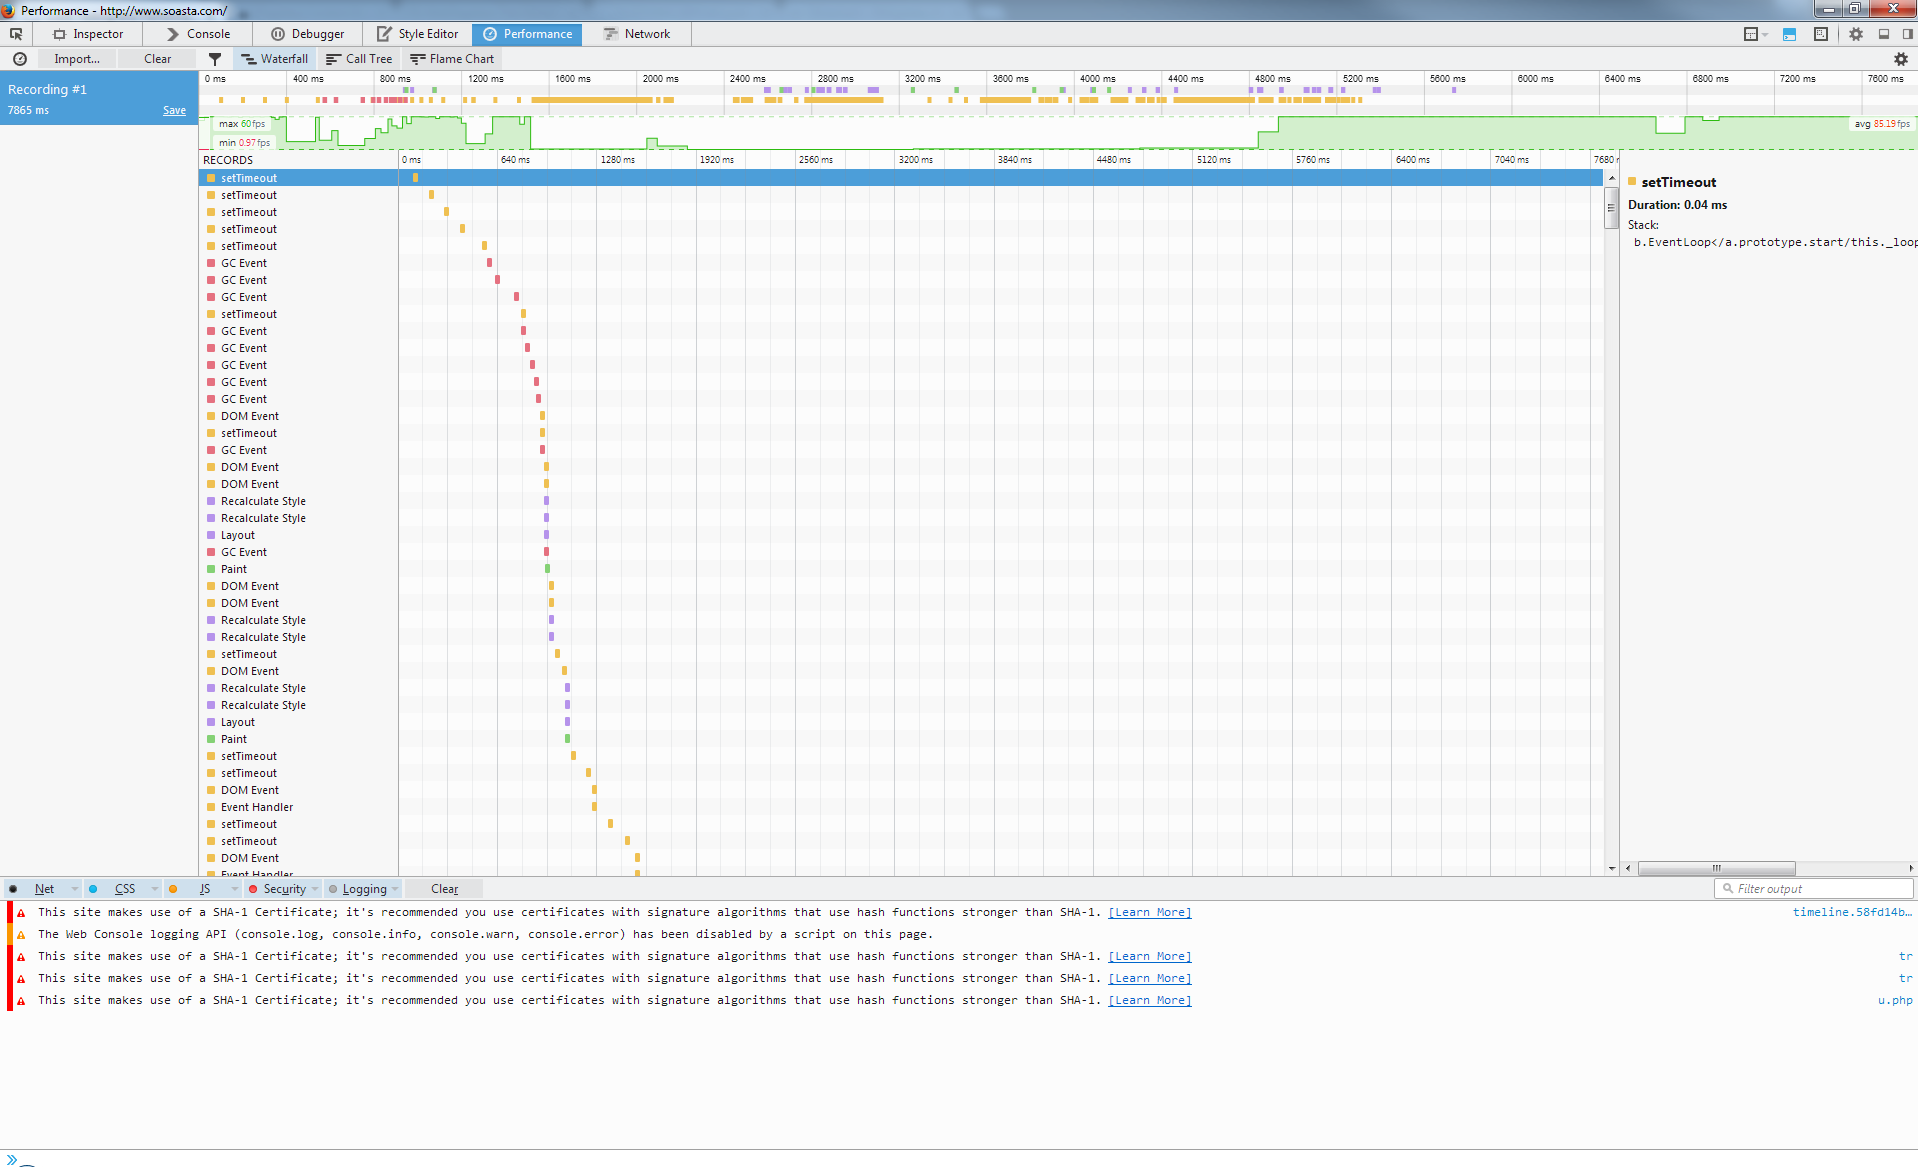 Performance - http://www.soasta.com/
Inspector Console Debugger Style Editor Performance Network
Import... Clear Waterfall Call Tree Flame Chart
Recording #1
7865 ms Save
0 ms 400 ms 800 ms 1200 ms 1600 ms 2000 ms 2400 ms 2800 ms 3200 ms 3600 ms 4000 ms 4400 ms 4800 ms 5200 ms 5600 ms 6000 ms 6400 ms 6800 ms 7200 ms 7600 ms
max 60fps
avg 85.19fps
min 0.97fps
RECORDS 0 ms 640 ms 1280 ms 1920 ms 2560 ms 3200 ms 3840 ms 4480 ms 5120 ms 5760 ms 6400 ms 7040 ms 7680 m
setTimeout
setTimeout
setTimeout
setTimeout
setTimeout
GC Event
GC Event
GC Event
setTimeout
GC Event
GC Event
GC Event
GC Event
GC Event
DOM Event
setTimeout
GC Event
DOM Event
DOM Event
Recalculate Style
Recalculate Style
Layout
GC Event
Paint
DOM Event
DOM Event
Recalculate Style
Recalculate Style
setTimeout
DOM Event
Recalculate Style
Recalculate Style
Layout
Paint
setTimeout
setTimeout
DOM Event
Event Handler
setTimeout
setTimeout
DOM Event
Event Handler
setTimeout
Duration: 0.04 ms
Stack:
b.EventLoop</a.prototype.start/this._loop
Net CSS JS Security Logging Clear Filter output
This site makes use of a SHA-1 Certificate; it's recommended you use certificates with signature algorithms that use hash functions stronger than SHA-1. [Learn More] timeline.58fd14b…
The Web Console logging API (console.log, console.info, console.warn, console.error) has been disabled by a script on this page.
This site makes use of a SHA-1 Certificate; it's recommended you use certificates with signature algorithms that use hash functions stronger than SHA-1. [Learn More] tr
This site makes use of a SHA-1 Certificate; it's recommended you use certificates with signature algorithms that use hash functions stronger than SHA-1. [Learn More] tr
This site makes use of a SHA-1 Certificate; it's recommended you use certificates with signature algorithms that use hash functions stronger than SHA-1. [Learn More] u.php